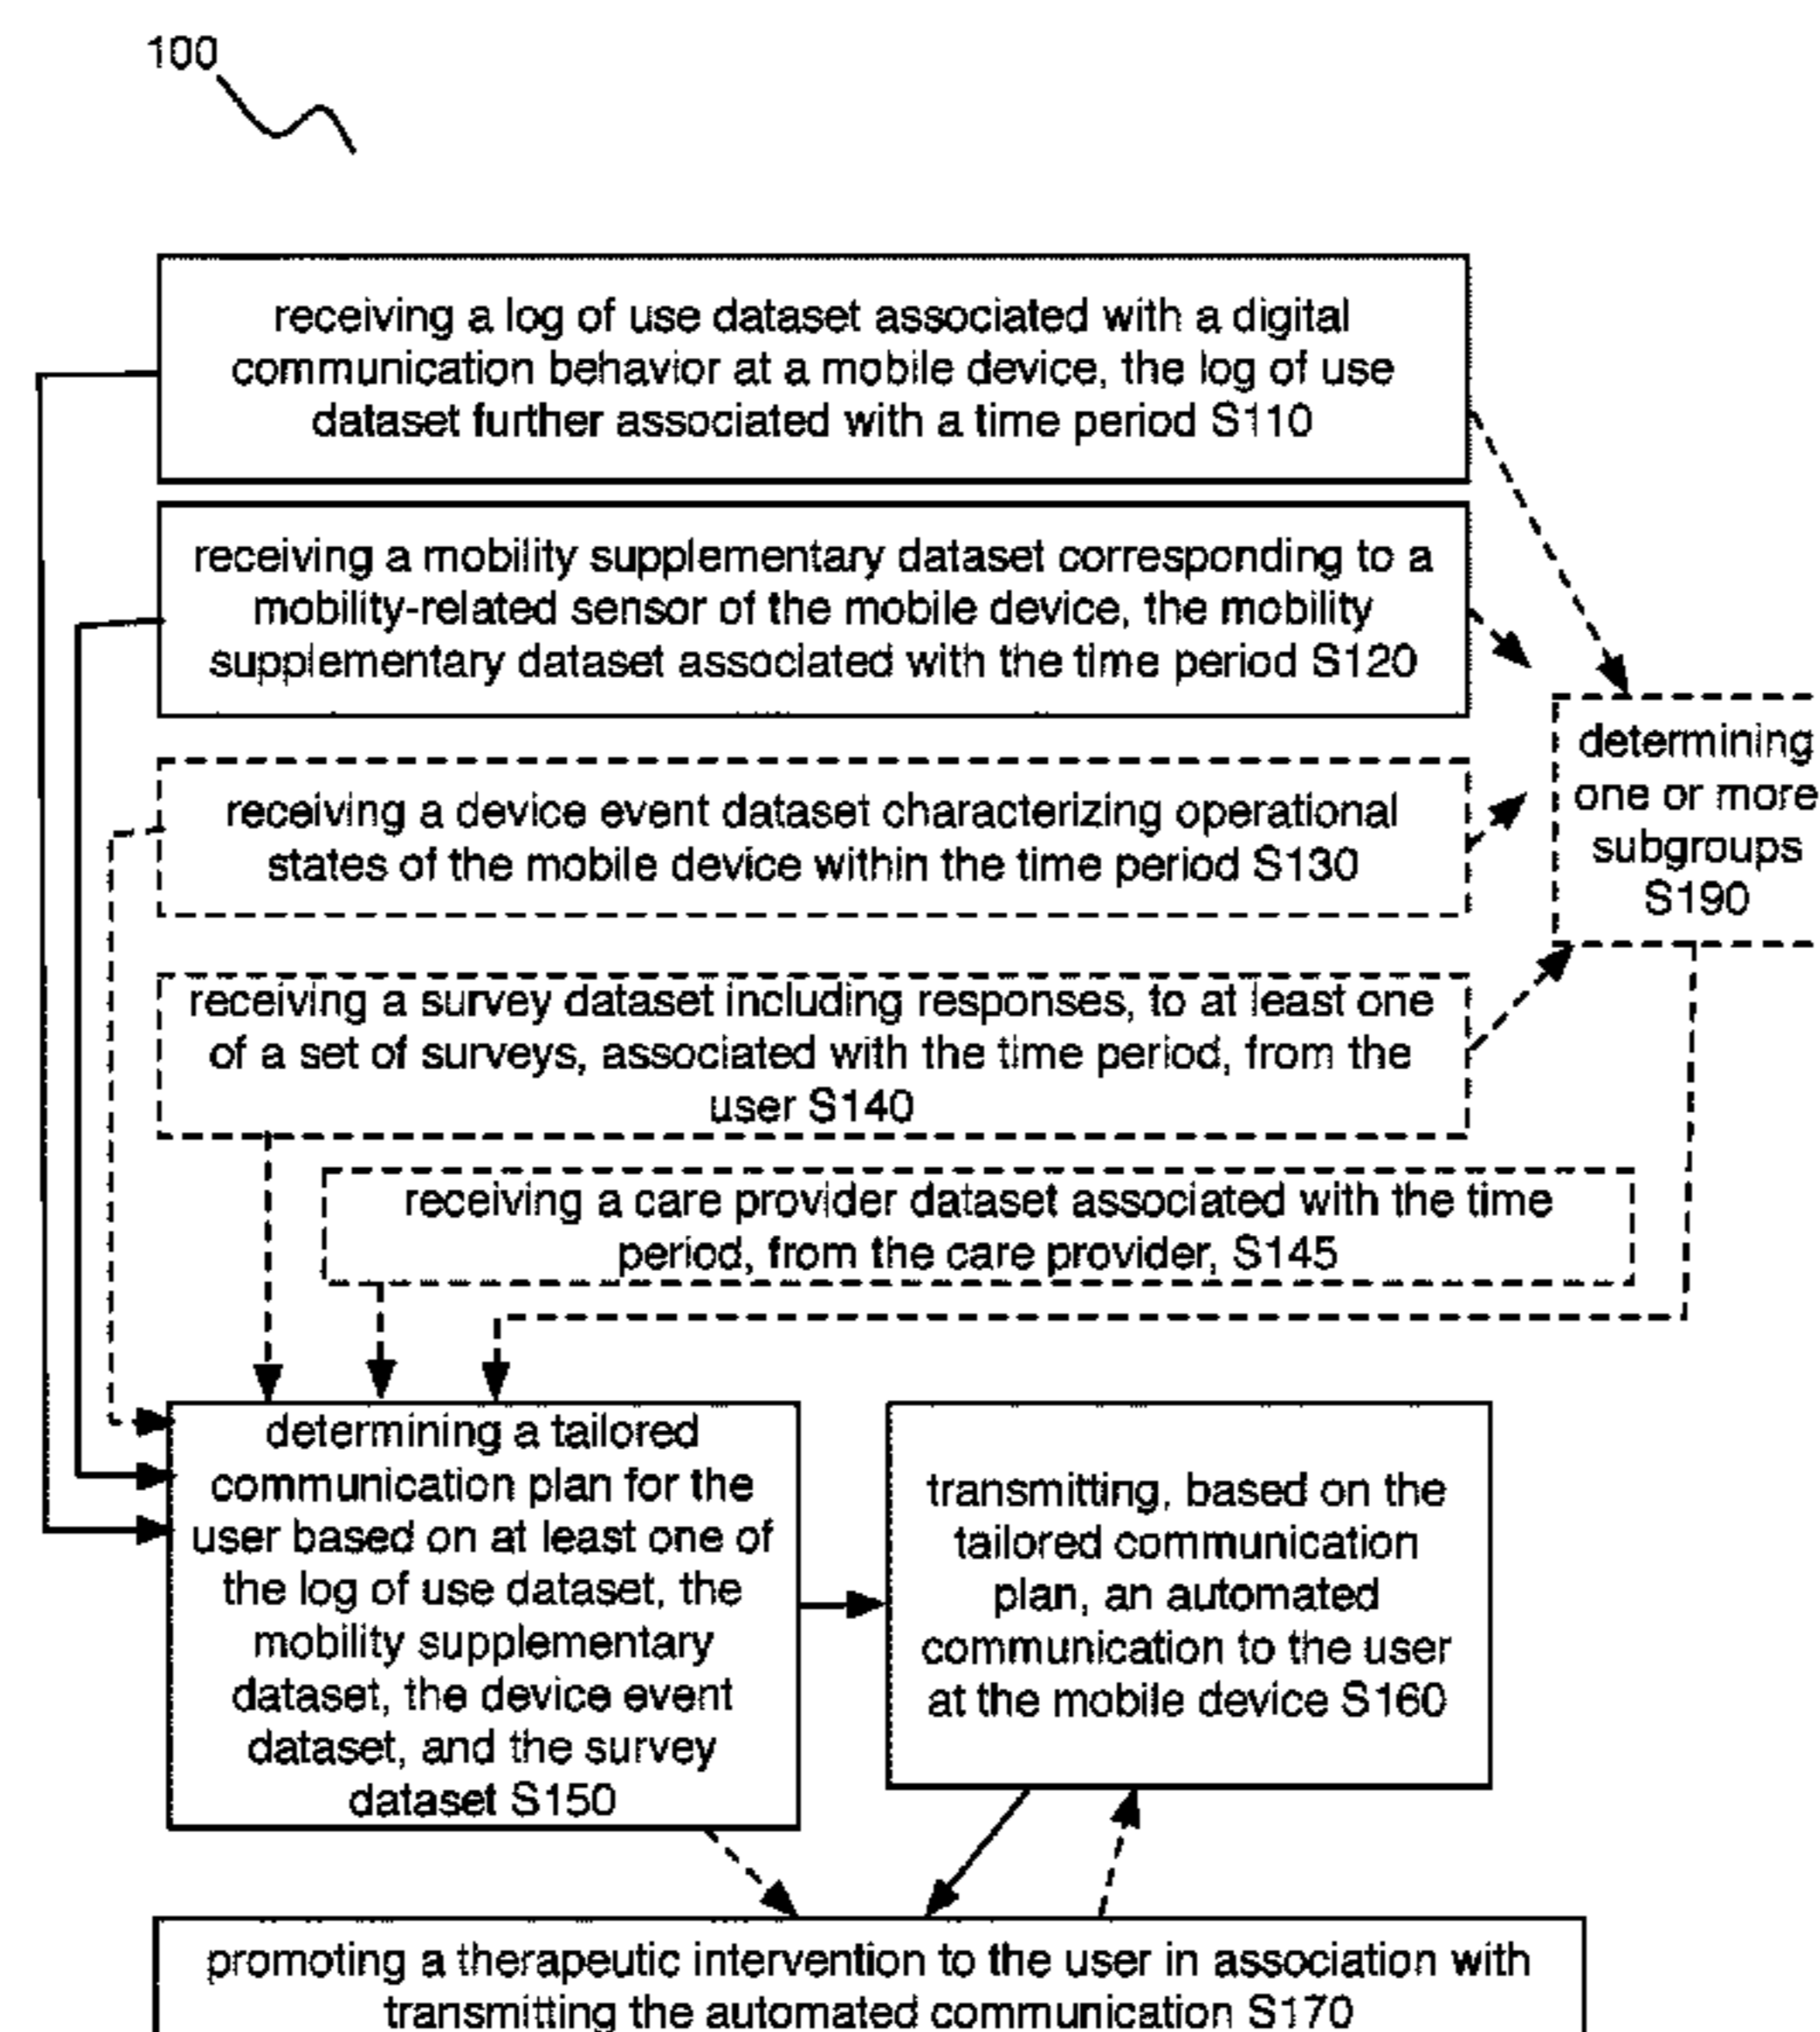 100
receiving a log of use dataset associated with a digital
communication behavior at a mobile device, the log of use
dataset further associated with a time period S110
receiving a mobility supplementary dataset corresponding to a
mobility-related sensor of the mobile device, the mobility
supplementary dataset associated with the time period S120
determining
one or more
subgroups
S190
receiving a device event dataset characterizing operational
states of the mobile device within the time period S130
receiving a survey dataset including responses, to at least one
of a set of surveys, associated with the time period, from the
user S140
receiving a care provider dataset associated with the time
period, from the care provider, S145
determining a tailored
communication plan for the
user based on at least one of
the log of use dataset, the
mobility supplementary
dataset, the device event
dataset, and the survey
dataset S150
transmitting, based on the
tailored communication
plan, an automated
communication to the user
at the mobile device S160
promoting a therapeutic intervention to the user in association with
transmitting the automated communication S170